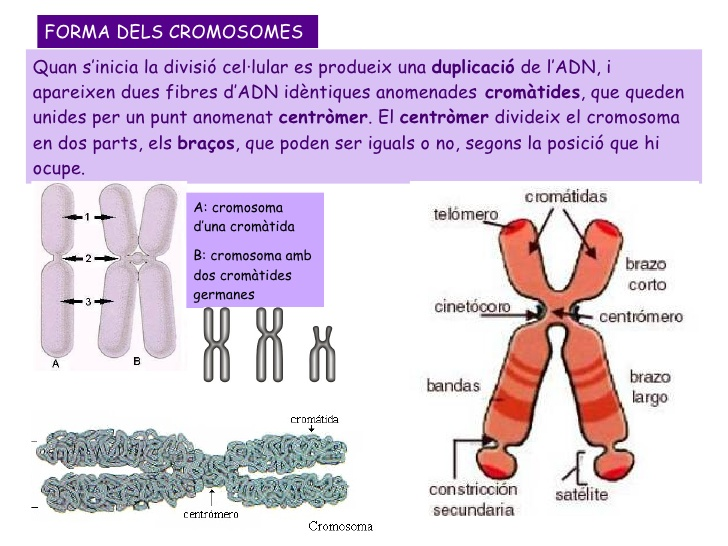 FORMA DELS CROMOSOMES
Quan s'inicia la divisió cel·lular es produeix una duplicació de l'ADN, i
apareixen dues fibres d'ADN idèntiques anomenades cromàtides, que queden
unides per un punt anomenat centròmer. El centròmer divideix el cromosoma
en dos parts, els braços, que poden ser iguals o no, segons la posició que hi
ocupe.
1
2
3
A
B
A: cromosoma
d'una cromàtida
B: cromosoma amb
dos cromàtides
germanes
cromátidas
telómero
brazo
corto
cinetócoro
centrómero
bandas
brazo
largo
constricción
secundaria
satélite
cromátida
centrómero
Cromosoma